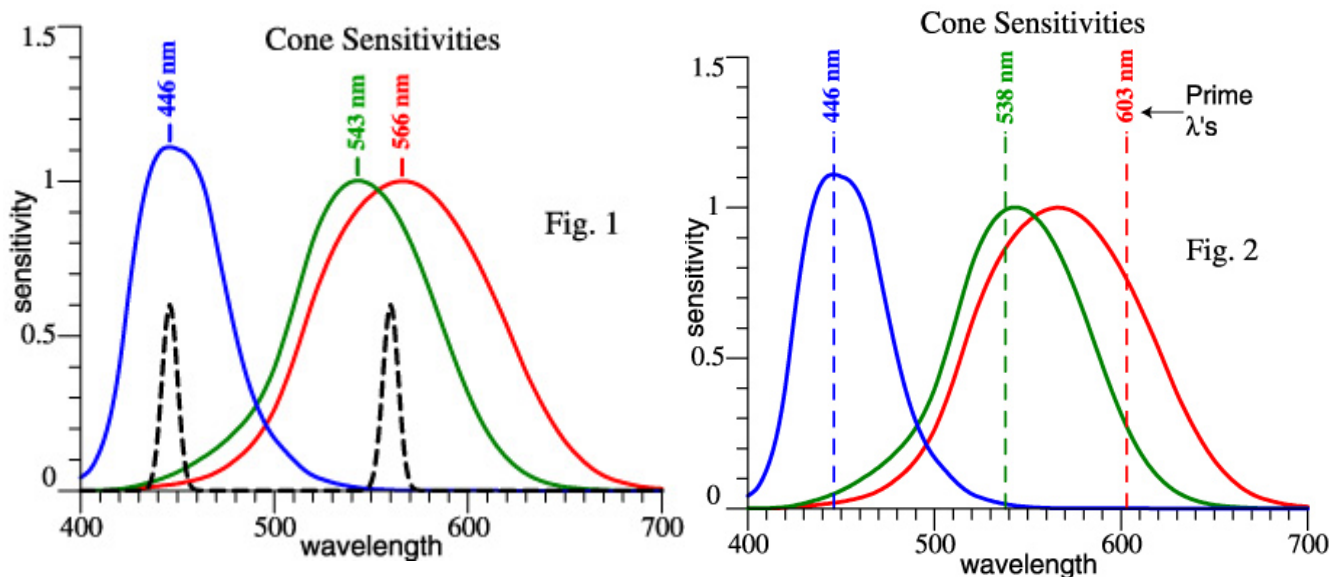 Cone Sensitivities
1.5
1
0.5
0
sensitivity
446 nm
543 nm
566 nm
Fig. 1
400
500
600
700
wavelength
Cone Sensitivities
1.5
1
0.5
0
sensitivity
446 nm
538 nm
603 nm
Prime
λ's
Fig. 2
400
500
600
700
wavelength